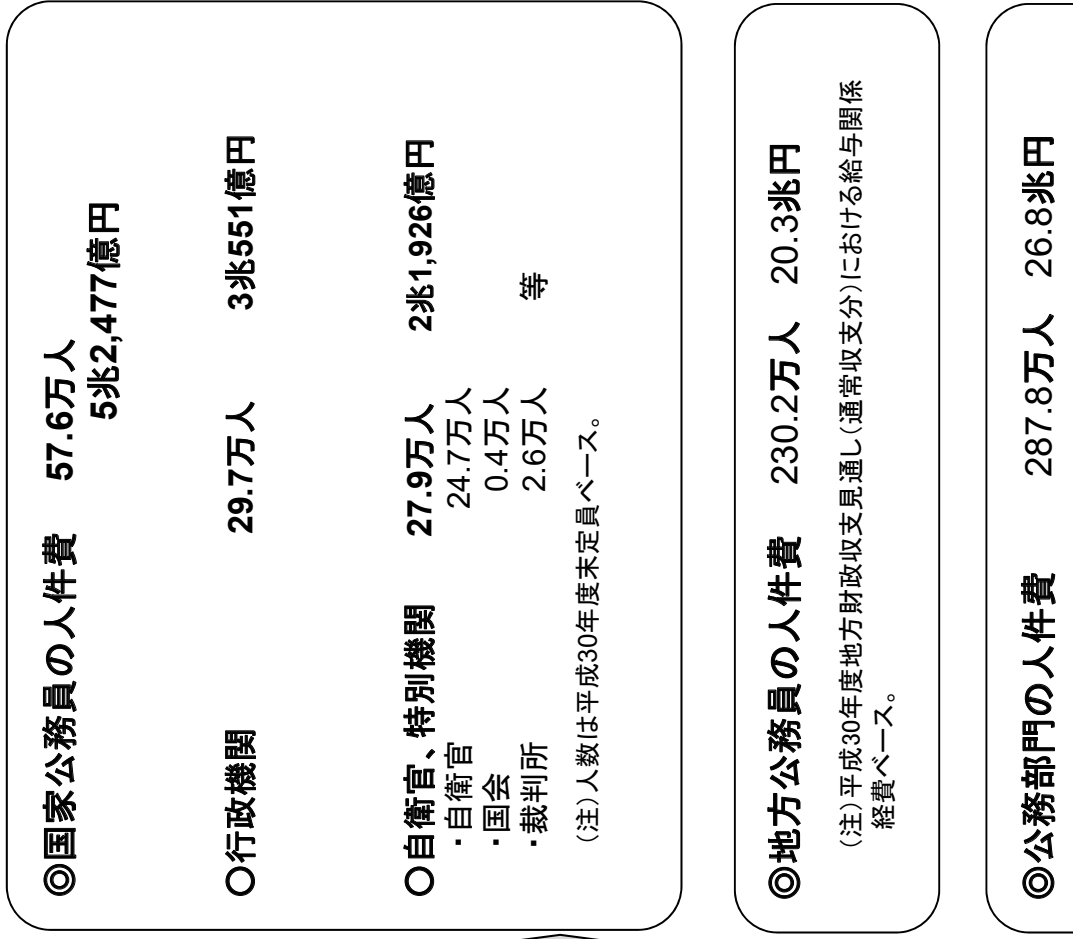 ◎国家公務員の人件費 57.6万人
5兆2,477億円
〇行政機関 29.7万人 3兆551億円
〇自衛官、特別機関 27.9万人 2兆1,926億円
・自衛官 24.7万人
・国会 0.4万人
・裁判所 2.6万人 等
（注）人数は平成30年度末定員ベース。
◎地方公務員の人件費 230.2万人 20.3兆円
（注）平成30年度地方財政収支見通し（通常収支分）における給与関係
経費ベース。
◎公務部門の人件費 287.8万人 26.8兆円